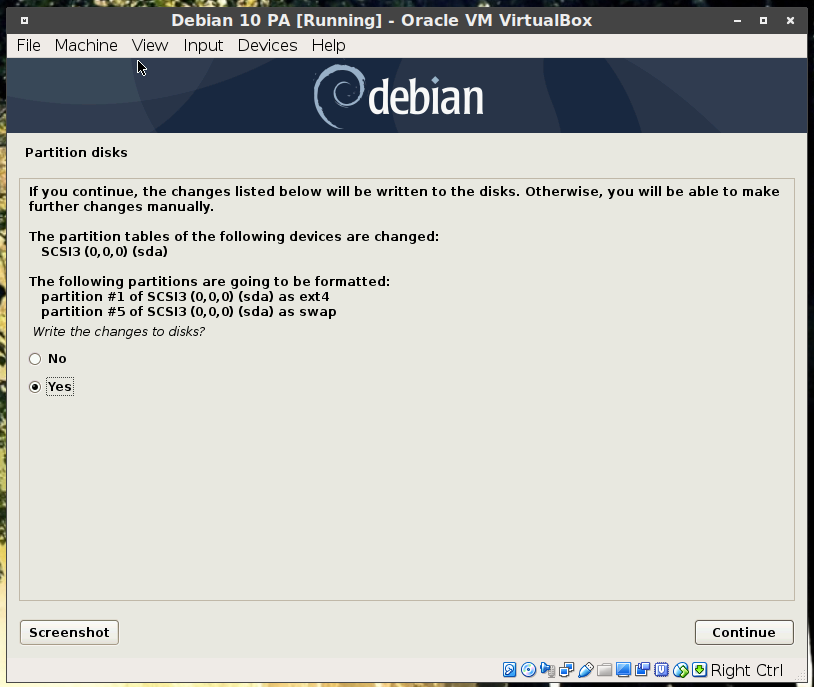 Debian 10 PA [Running] - Oracle VM VirtualBox
File Machine View Input Devices Help
debian
Partition disks
If you continue, the changes listed below will be written to the disks. Otherwise, you will be able to make
further changes manually.
The partition tables of the following devices are changed:
SCSI3 (0,0,0) (sda)
The following partitions are going to be formatted:
partition #1 of SCSI3 (0,0,0) (sda) as ext4
partition #5 of SCSI3 (0,0,0) (sda) as swap
Write the changes to disks?
No
Yes
Screenshot Continue
Right Ctrl